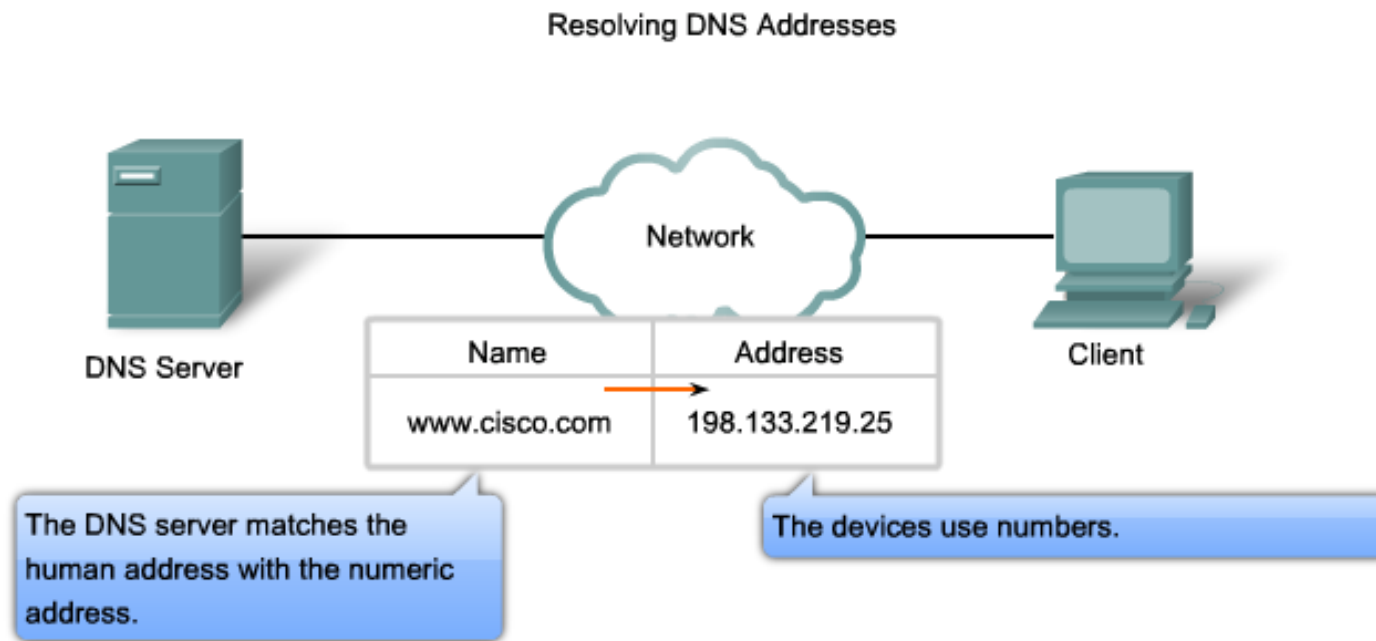 Resolving DNS Addresses
Network
DNS Server
Client
Name
Address
www.cisco.com
198.133.219.25
The DNS server matches the
human address with the numeric
address.
The devices use numbers.